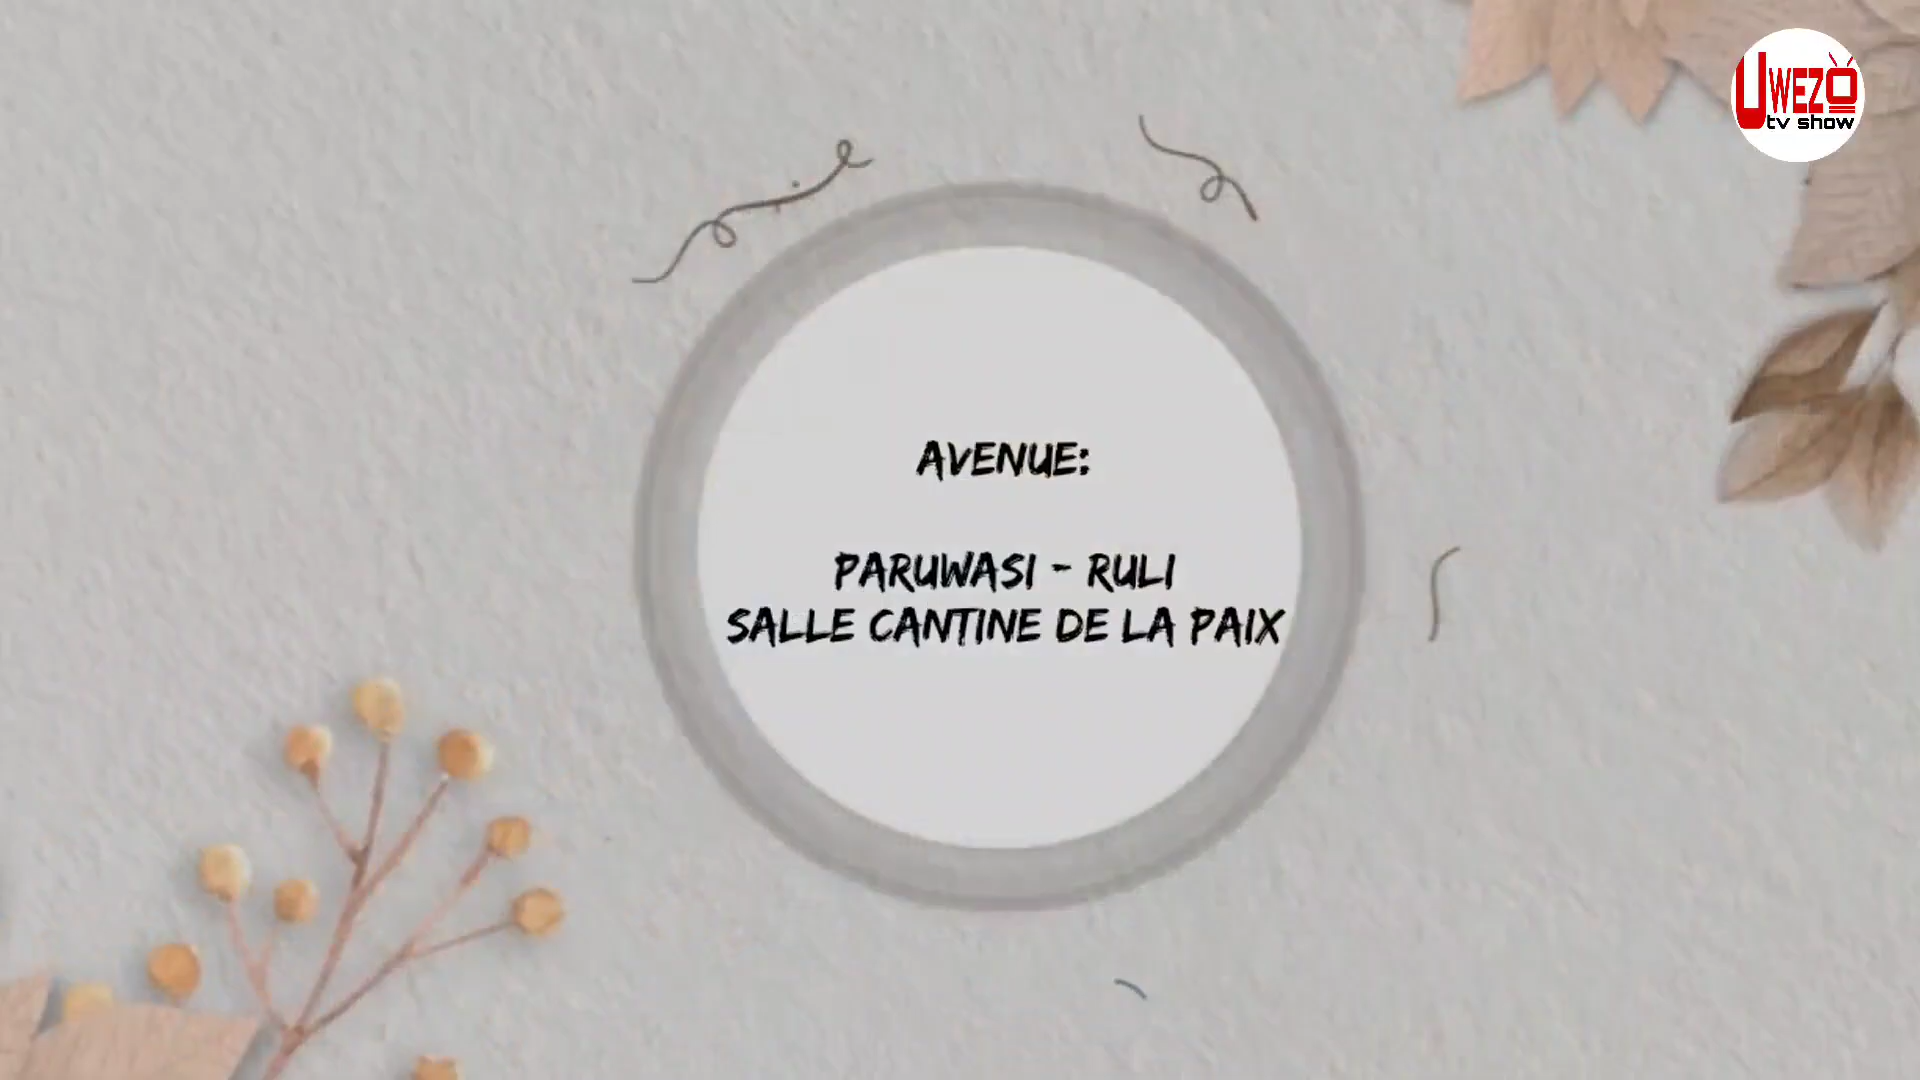 UWEZO
tv show
AVENUE:
PARUWASI - RULI
SALLE CANTINE DE LA PAIX